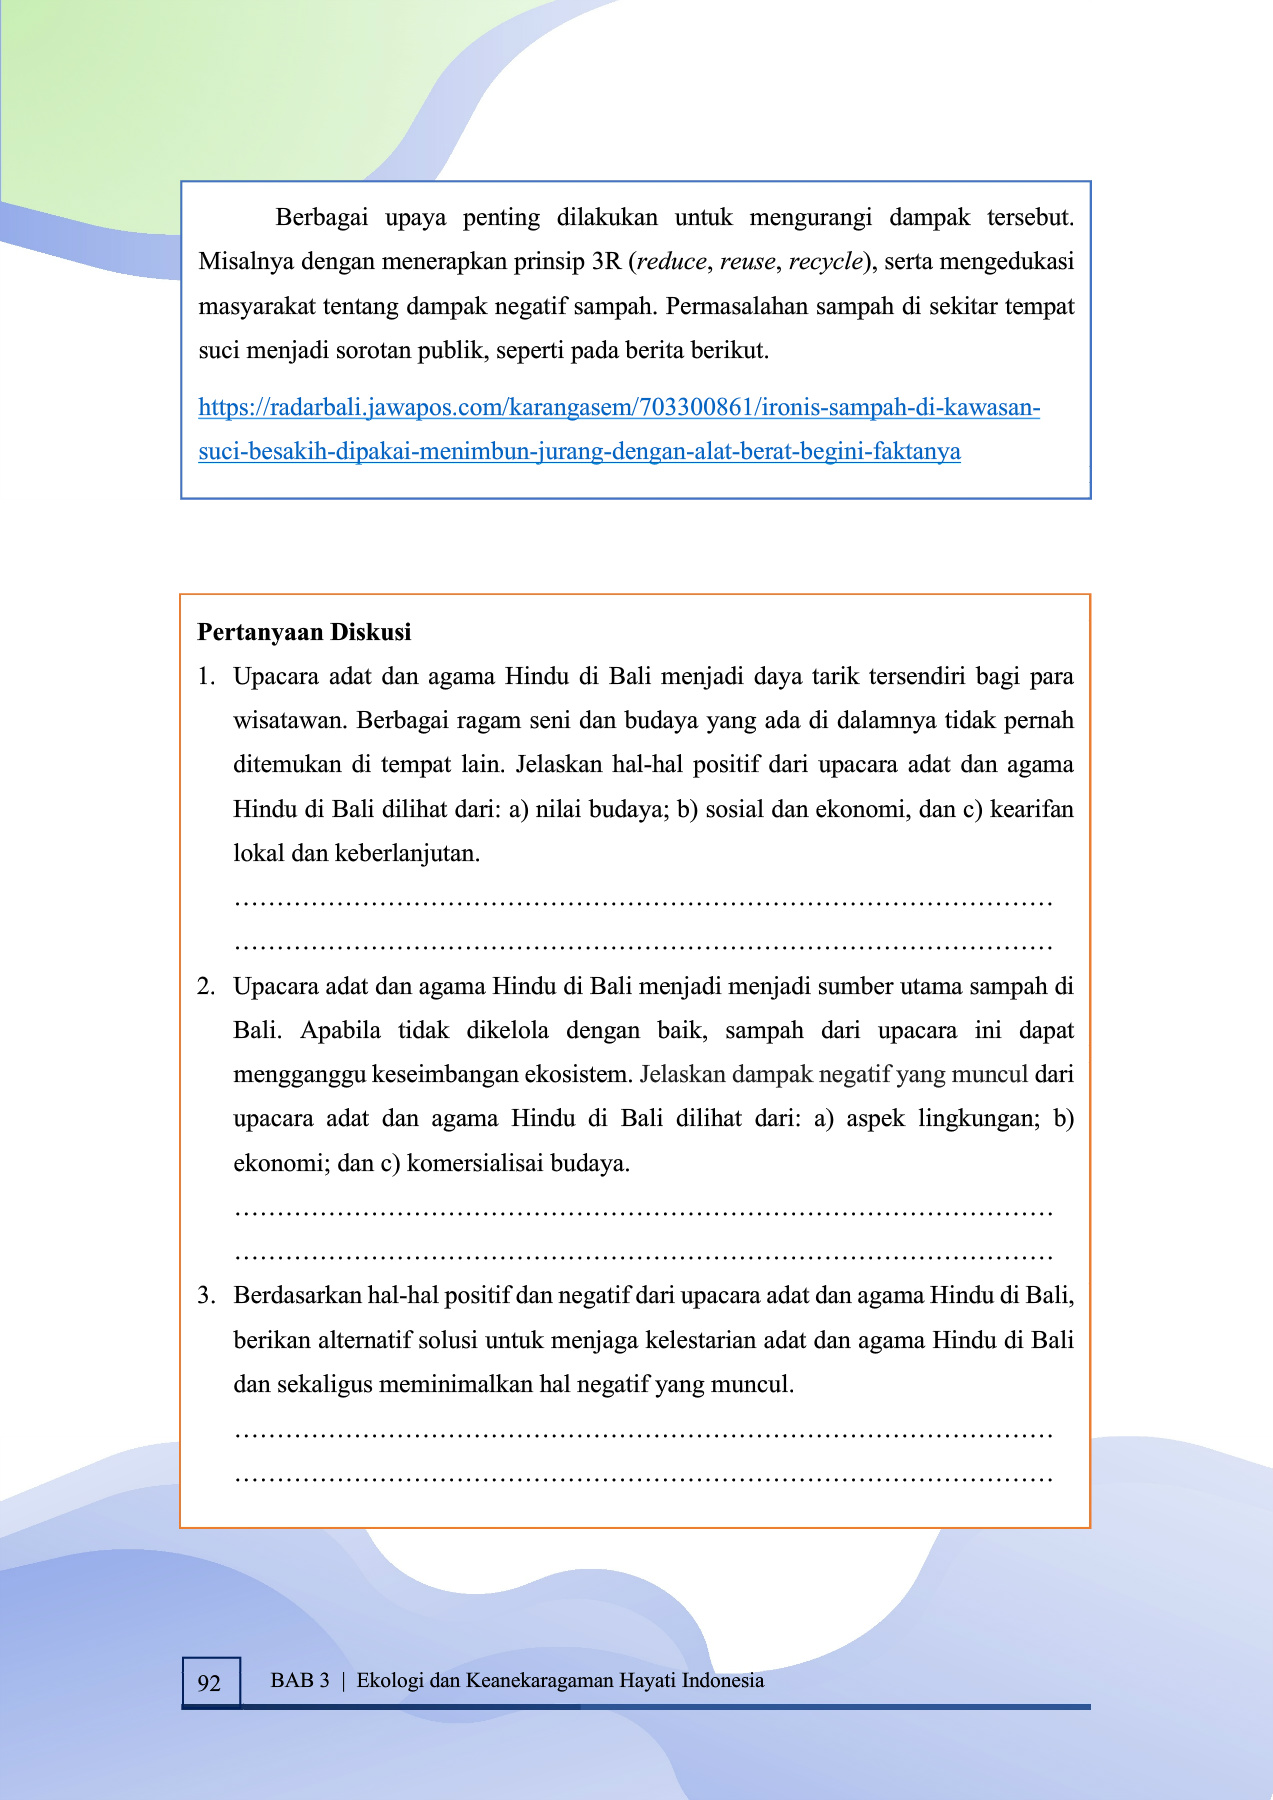 Berbagai upaya penting dilakukan untuk mengurangi dampak tersebut.
Misalnya dengan menerapkan prinsip 3R (reduce, reuse, recycle), serta mengedukasi
masyarakat tentang dampak negatif sampah. Permasalahan sampah di sekitar tempat
suci menjadi sorotan publik, seperti pada berita berikut.
https://radarbali.jawapos.com/karangasem/703300861/ironis-sampah-di-kawasan-
suci-besakih-dipakai-menimbun-jurang-dengan-alat-berat-begini-faktanya
Pertanyaan Diskusi
1. Upacara adat dan agama Hindu di Bali menjadi daya tarik tersendiri bagi para
wisatawan. Berbagai ragam seni dan budaya yang ada di dalamnya tidak pernah
ditemukan di tempat lain. Jelaskan hal-hal positif dari upacara adat dan agama
Hindu di Bali dilihat dari: a) nilai budaya; b) sosial dan ekonomi, dan c) kearifan
lokal dan keberlanjutan.
................................................................................................
................................................................................................
2. Upacara adat dan agama Hindu di Bali menjadi menjadi sumber utama sampah di
Bali. Apabila tidak dikelola dengan baik, sampah dari upacara ini dapat
mengganggu keseimbangan ekosistem. Jelaskan dampak negatif yang muncul dari
upacara adat dan agama Hindu di Bali dilihat dari: a) aspek lingkungan; b)
ekonomi; dan c) komersialisai budaya.
................................................................................................
................................................................................................
3. Berdasarkan hal-hal positif dan negatif dari upacara adat dan agama Hindu di Bali,
berikan alternatif solusi untuk menjaga kelestarian adat dan agama Hindu di Bali
dan sekaligus meminimalkan hal negatif yang muncul.
................................................................................................
................................................................................................
92 BAB 3 | Ekologi dan Keanekaragaman Hayati Indonesia